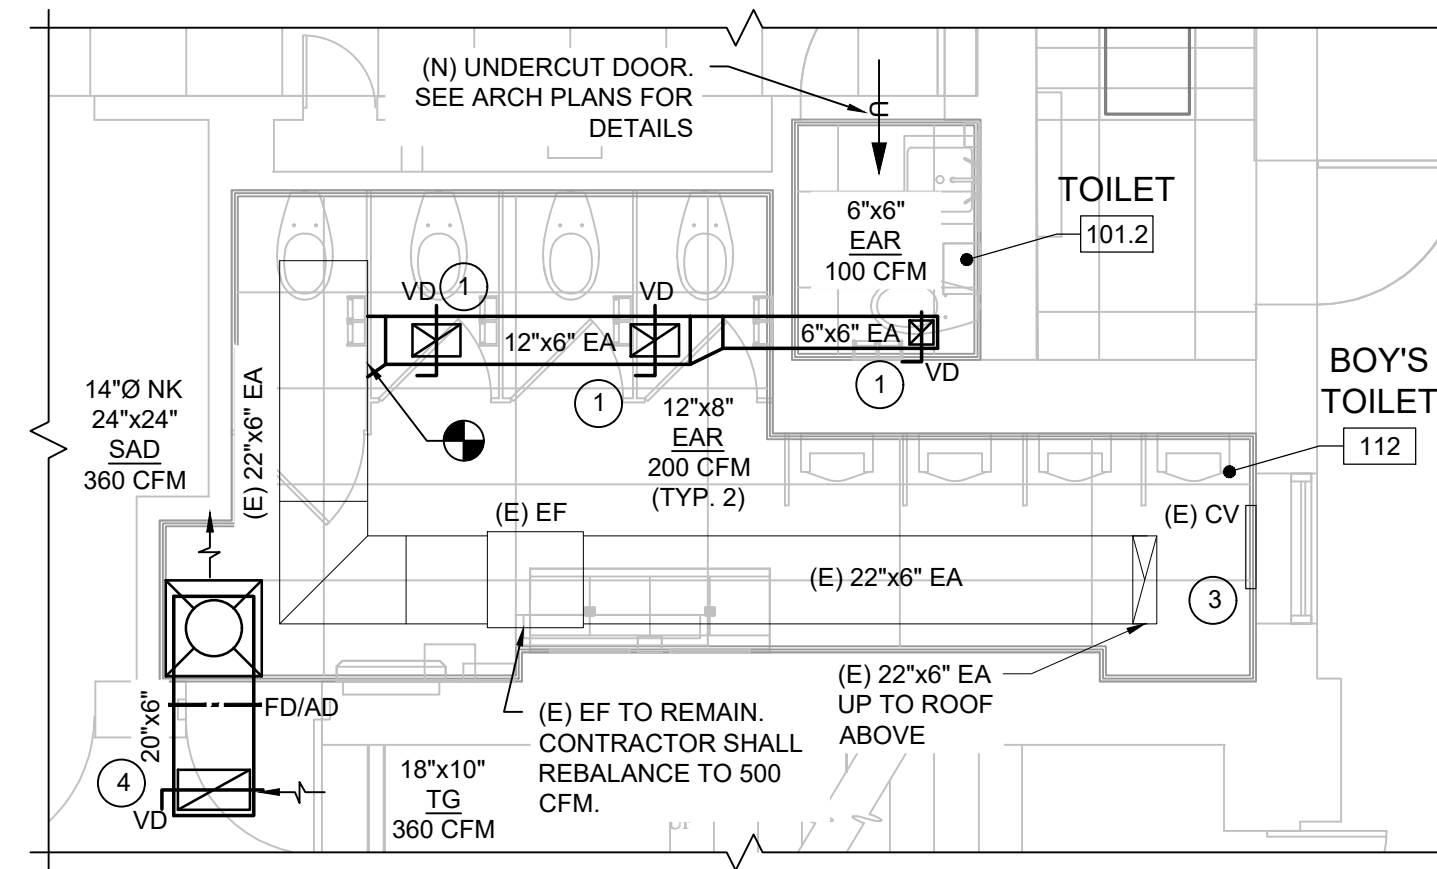 (N) UNDERCUT DOOR.
SEE ARCH PLANS FOR
DETAILS
U
TOILET
101.2
6"x6"
EAR
100 CFM
VD
1
VD
12"x6" EA
6"x6" EA
VD
1
1
BOY'S
TOILET
112
14"Ø NK
24"x24"
SAD
360 CFM
(E) 22"x6" EA
12"x8"
EAR
200 CFM
(TYP. 2)
(E) EF
(E) CV
(E) 22"x6" EA
3
(E) 22"x6" EA
UP TO ROOF
ABOVE
FD/AD
20"x6"
(E) EF TO REMAIN.
CONTRACTOR SHALL
REBALANCE TO 500
CFM.
4
VD
18"x10"
TG
360 CFM
UP